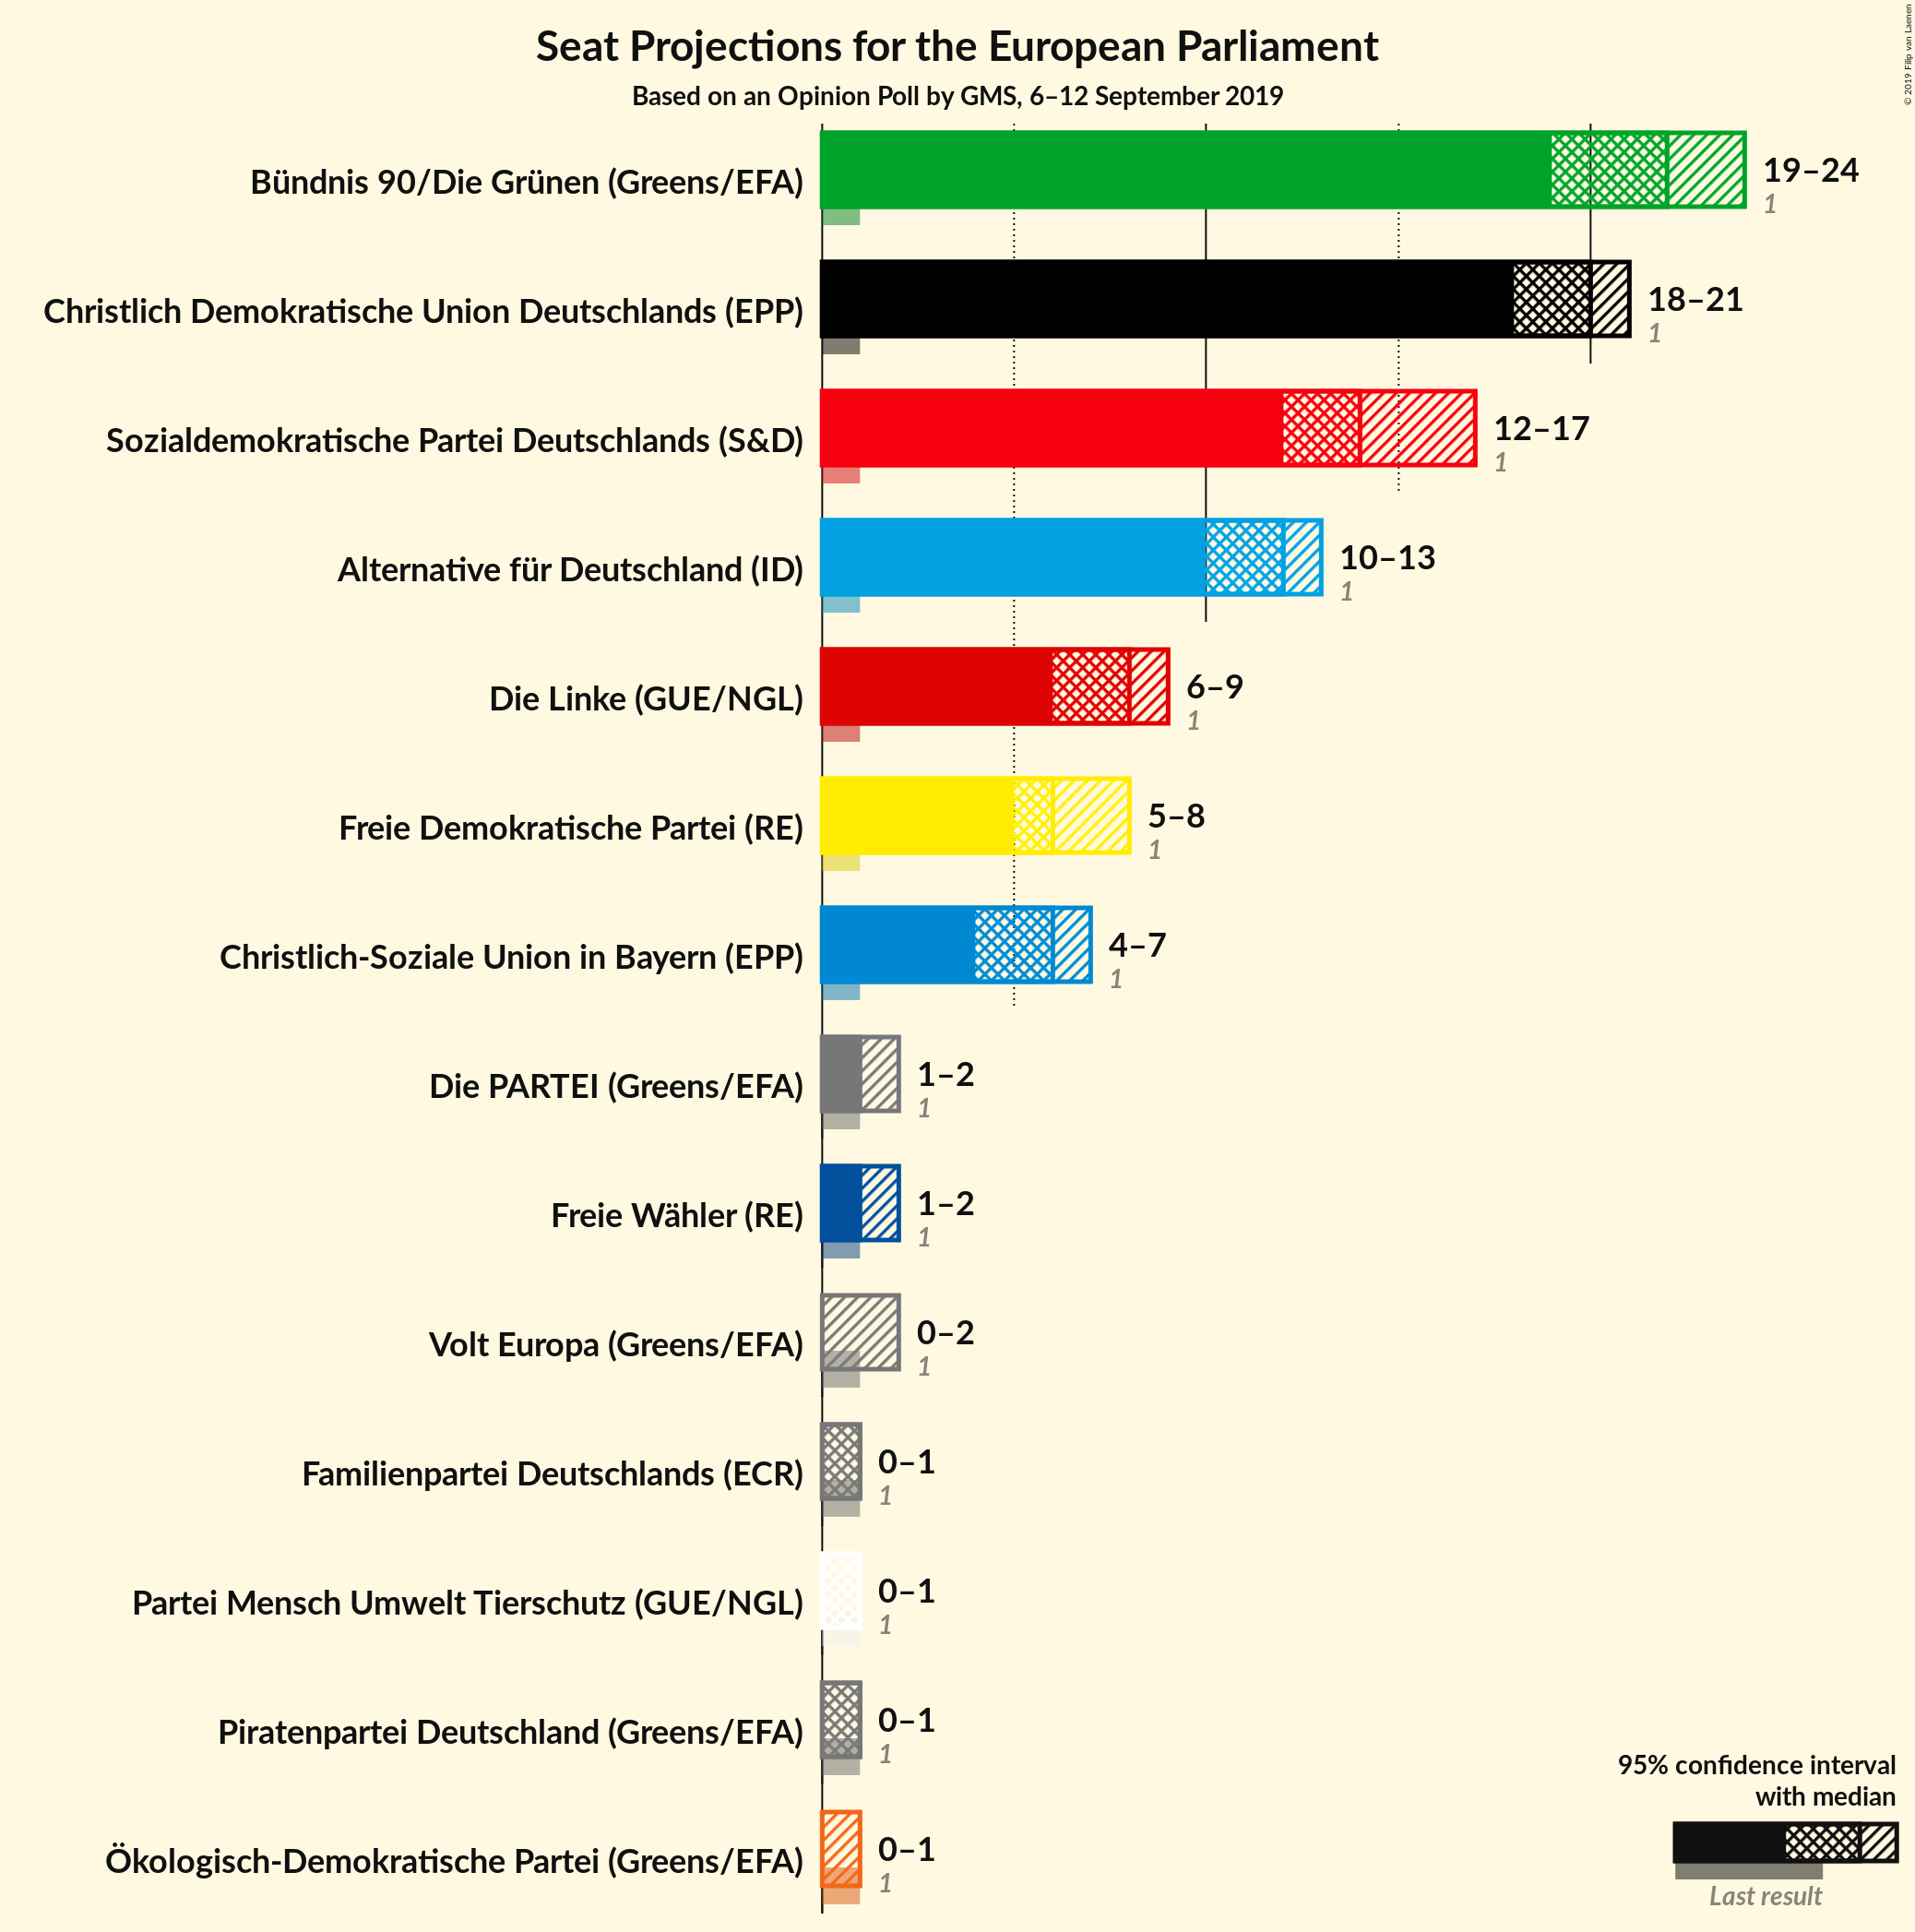 Seat Projections for the European Parliament
Based on an Opinion Poll by GMS, 6–12 September 2019
© 2019 Filip van Laenen
Bündnis 90/Die Grünen (Greens/EFA)
19–24
1
Christlich Demokratische Union Deutschlands (EPP)
18–21
1
Sozialdemokratische Partei Deutschlands (S&D)
12–17
1
Alternative für Deutschland (ID)
10–13
1
Die Linke (GUE/NGL)
6–9
1
Freie Demokratische Partei (RE)
5–8
1
Christlich-Soziale Union in Bayern (EPP)
4–7
1
Die PARTEI (Greens/EFA)
1–2
1
Freie Wähler (RE)
1–2
1
Volt Europa (Greens/EFA)
0–2
1
Familienpartei Deutschlands (ECR)
0–1
1
Partei Mensch Umwelt Tierschutz (GUE/NGL)
0–1
1
Piratenpartei Deutschland (Greens/EFA)
0–1
1
Ökologisch-Demokratische Partei (Greens/EFA)
0–1
1
95% confidence interval
with median
Last result